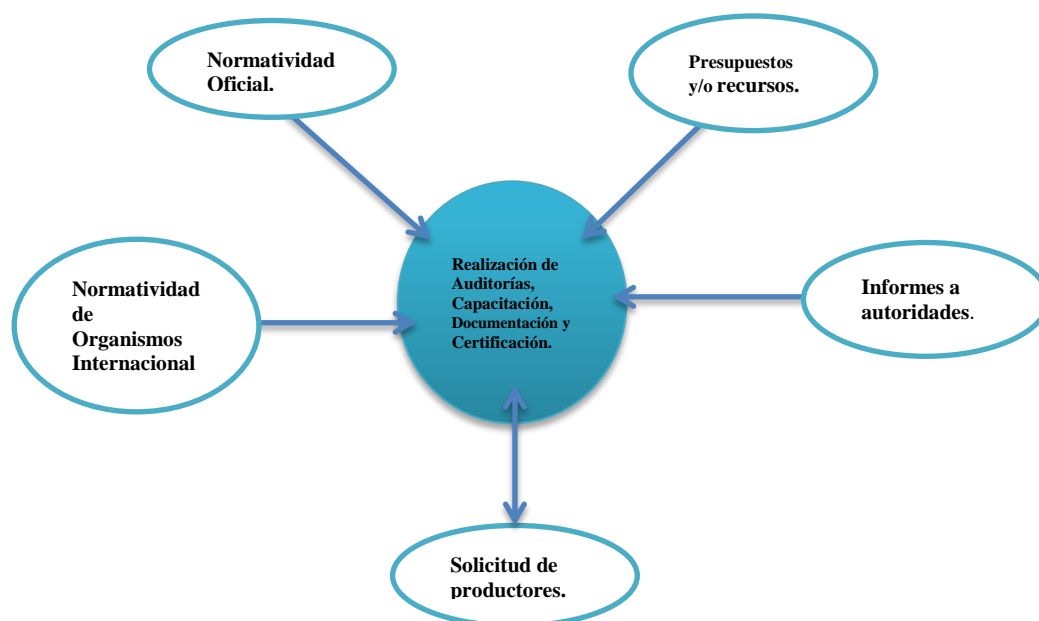 Normatividad
Oficial.
Presupuestos
y/o recursos.
Realización de
Auditorías,
Capacitación,
Documentación y
Certificación.
Normatividad
de
Organismos
Internacional
Informes a
autoridades.
Solicitud de
productores.